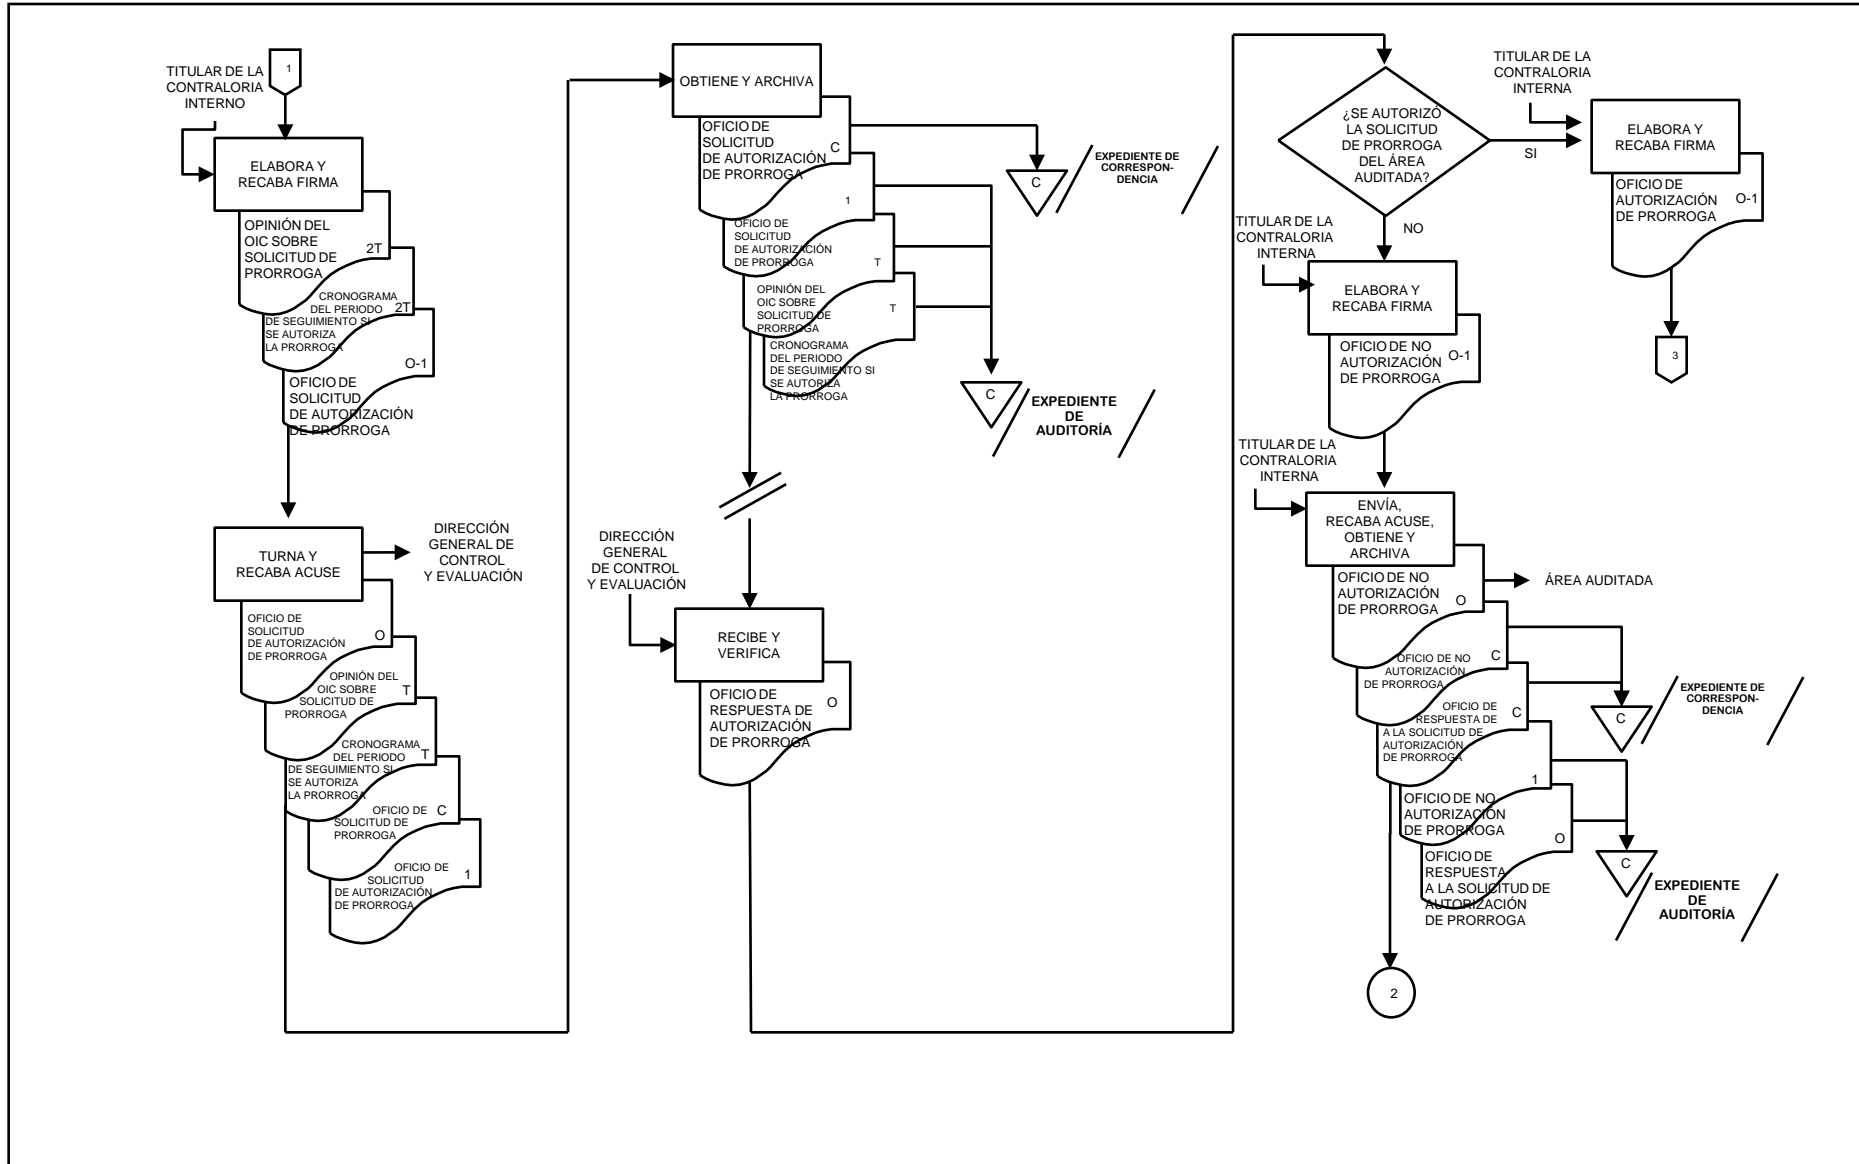 TITULAR DE LA
CONTRALORIA
INTERNO
1
ELABORA Y
RECABA FIRMA
OPINIÓN DEL
OIC SOBRE
SOLICITUD DE
PRORROGA
2T
CRONOGRAMA
DEL PERIODO
DE SEGUIMIENTO SI
SE AUTORIZA
LA PRORROGA
2T
OFICIO DE
SOLICITUD
DE AUTORIZACIÓN
DE PRORROGA
O-1
TURNA Y
RECABA ACUSE
DIRECCIÓN
GENERAL DE
CONTROL
Y EVALUACIÓN
OFICIO DE
SOLICITUD
DE AUTORIZACIÓN
DE PRORROGA
O
OPINIÓN DEL
OIC SOBRE
SOLICITUD DE
PRORROGA
T
CRONOGRAMA
DEL PERIODO
DE SEGUIMIENTO SI
SE AUTORIZA
LA PRORROGA
T
OFICIO DE
SOLICITUD DE
PRORROGA
C
OFICIO DE
SOLICITUD
DE AUTORIZACIÓN
DE PRORROGA
1
OBTIENE Y ARCHIVA
OFICIO DE
SOLICITUD
DE AUTORIZACIÓN
DE PRORROGA
C
C
EXPEDIENTE DE
CORRESPON-
DENCIA
OFICIO DE
SOLICITUD
DE AUTORIZACIÓN
DE PRORROGA
1
OPINIÓN DEL
OIC SOBRE
SOLICITUD DE
PRORROGA
T
CRONOGRAMA
DEL PERIODO
DE SEGUIMIENTO SI
SE AUTORIZA
LA PRORROGA
T
C
EXPEDIENTE
DE
AUDITORÍA
DIRECCIÓN
GENERAL
DE CONTROL
Y EVALUACIÓN
RECIBE Y
VERIFICA
OFICIO DE
RESPUESTA DE
AUTORIZACIÓN
DE PRORROGA
O
¿SE AUTORIZÓ
LA SOLICITUD
DE PRORROGA
DEL ÁREA
AUDITADA?
SI
NO
TITULAR DE LA
CONTRALORIA
INTERNA
ELABORA Y
RECABA FIRMA
OFICIO DE
AUTORIZACIÓN
DE PRORROGA
O-1
3
TITULAR DE LA
CONTRALORIA
INTERNA
ELABORA Y
RECABA FIRMA
OFICIO DE NO
AUTORIZACIÓN
DE PRORROGA
O-1
TITULAR DE LA
CONTRALORIA
INTERNA
ENVÍA,
RECABA ACUSE,
OBTIENE Y
ARCHIVA
OFICIO DE NO
AUTORIZACIÓN
DE PRORROGA
O
ÁREA AUDITADA
OFICIO DE NO
AUTORIZACIÓN
DE PRORROGA
C
OFICIO DE
RESPUESTA DE
A LA SOLICITUD DE
AUTORIZACIÓN
DE PRORROGA
C
C
EXPEDIENTE DE
CORRESPON-
DENCIA
OFICIO DE NO
AUTORIZACIÓN
DE PRORROGA
1
OFICIO DE
RESPUESTA
A LA SOLICITUD DE
AUTORIZACIÓN
DE PRORROGA
O
C
EXPEDIENTE
DE
AUDITORÍA
2